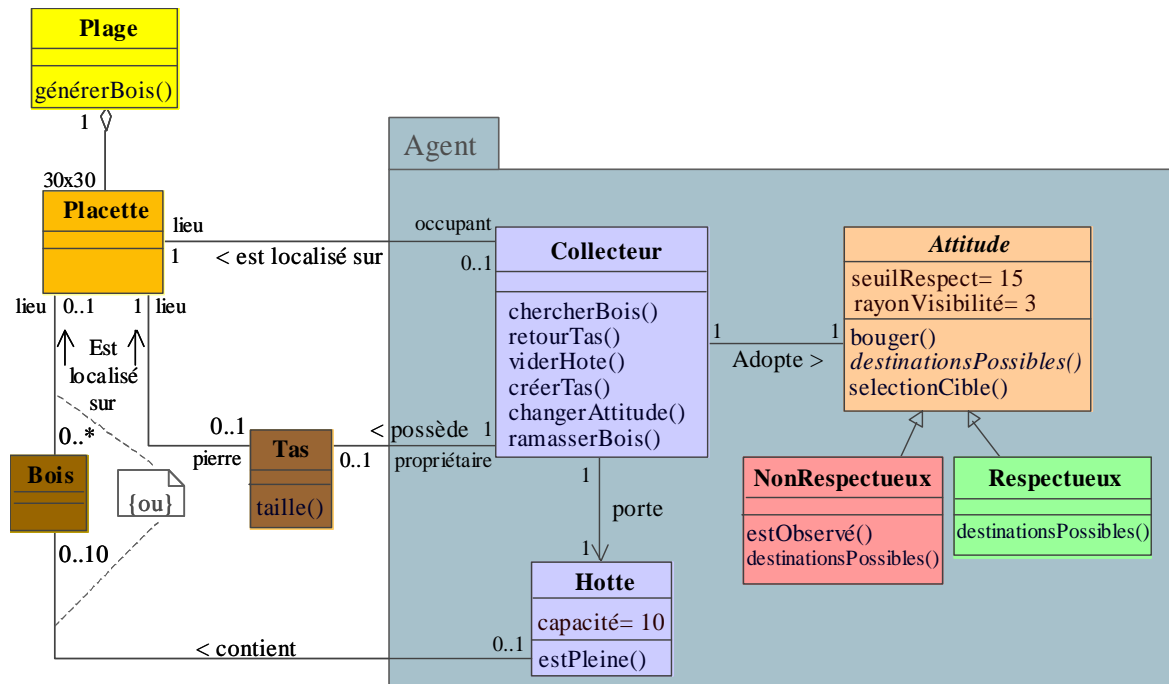 Plage
générerBois()
1
30x30
Placette
lieu
1
< est localisé sur
occupant
0..1
Agent
Collecteur
chercherBois()
retourTas()
viderHote()
créerTas()
changerAttitude()
ramasserBois()
1
1
Adopte >
Attitude
seuilRespect= 15
rayonVisibilité= 3
bouger()
destinationsPossibles()
selectionCible()
lieu
0..1
1
lieu
Est
localisé
sur
0..*
0..1
pierre
Tas
taille()
< possède
1
0..1
propriétaire
Bois
{ou}
0..10
1
porte
1
NonRespectueux
estObservé()
destinationsPossibles()
Respectueux
destinationsPossibles()
Hotte
capacité= 10
estPleine()
< contient
0..1